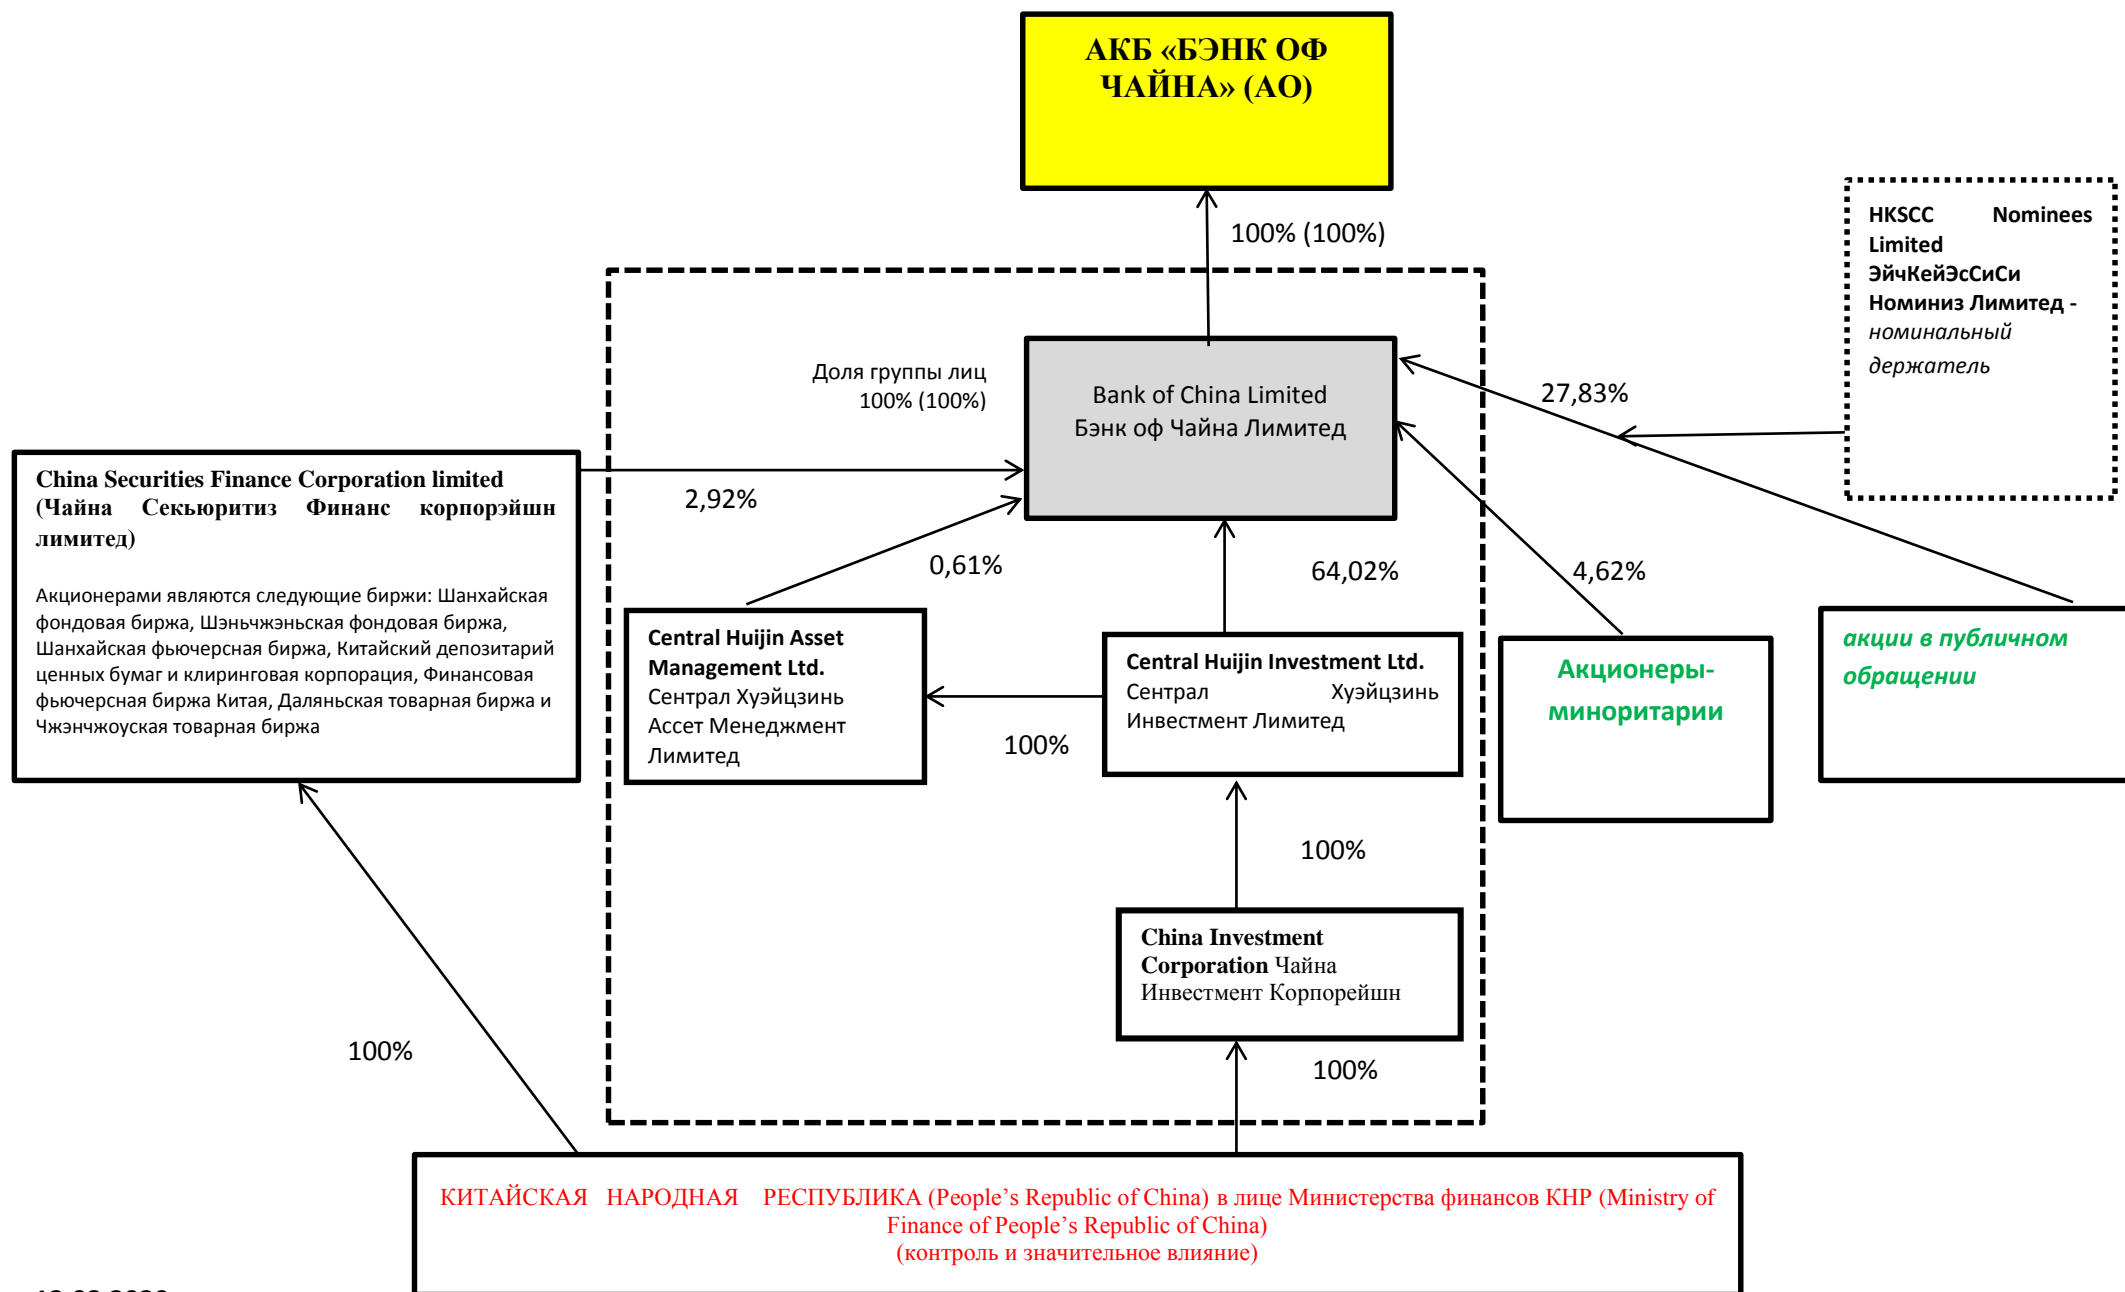 АКБ «БЭНК ОФ
ЧАЙНА» (АО)
100% (100%)
HKSCC Nominees
Limited
ЭйчКейЭсСиСи
Номиниз Лимитед -
номинальный
держатель
Доля группы лиц
100% (100%)
Bank of China Limited
Бэнк оф Чайна Лимитед
27,83%
China Securities Finance Corporation limited
(Чайна Секьюритиз Финанс корпорэйшн
лимитед)
Акционерами являются следующие биржи: Шанхайская
фондовая биржа, Шэньчжэньская фондовая биржа,
Шанхайская фьючерсная биржа, Китайский депозитарий
ценных бумаг и клиринговая корпорация, Финансовая
фьючерсная биржа Китая, Даляньская товарная биржа и
Чжэнчжоуская товарная биржа
2,92%
0,61%
64,02%
4,62%
Central Huijin Asset
Management Ltd.
Сентрал Хуэйцзинь
Ассет Менеджмент
Лимитед
100%
Central Huijin Investment Ltd.
Сентрал Хуэйцзинь
Инвестмент Лимитед
Акционеры-
миноритарии
акции в публичном
обращении
100%
China Investment
Corporation Чайна
Инвестмент Корпорейшн
100%
100%
КИТАЙСКАЯ НАРОДНАЯ РЕСПУБЛИКА (People’s Republic of China) в лице Министерства финансов КНР (Ministry of
Finance of People’s Republic of China)
(контроль и значительное влияние)